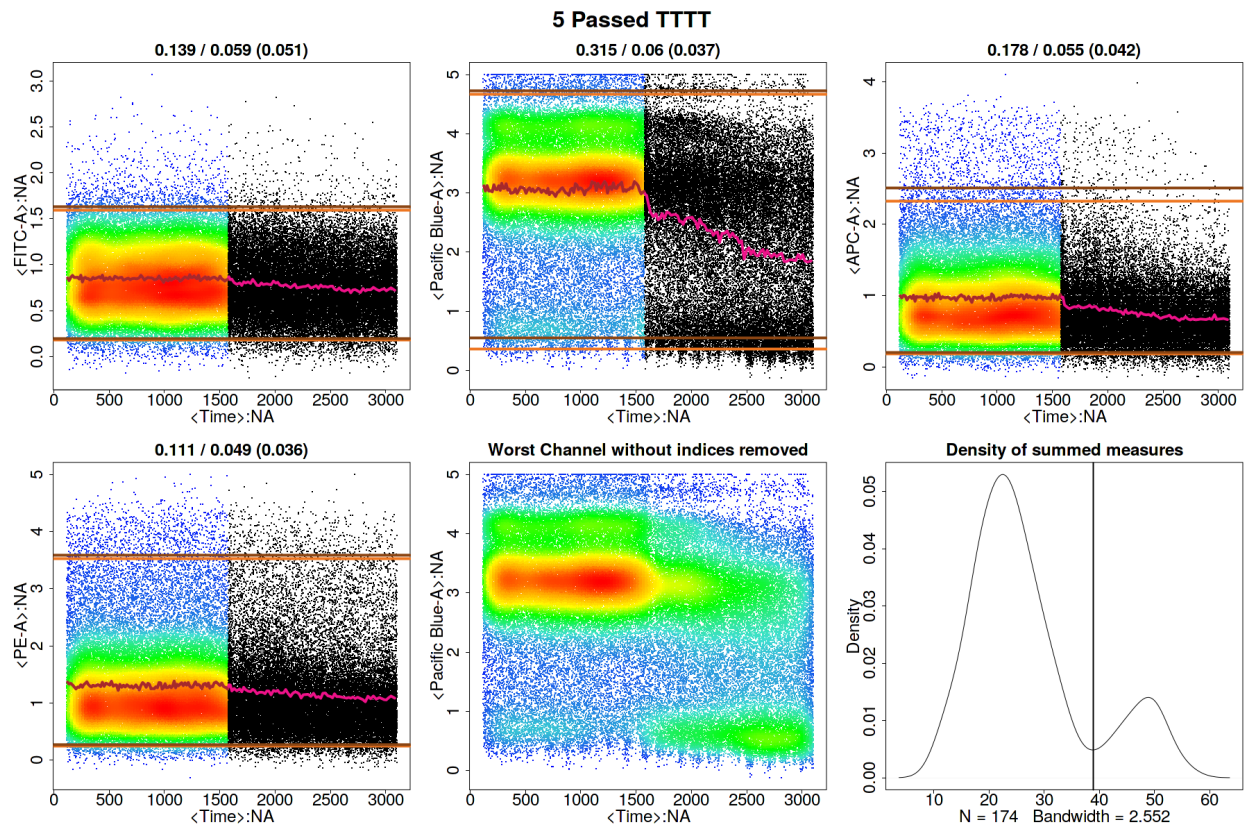 5 Passed TTTT
0.139 / 0.059 (0.051)
<FITC-A>:NA
0.0 0.5 1.0 1.5 2.0 2.5 3.0
0 500 1000 1500 2000 2500 3000
<Time>:NA
0.315 / 0.06 (0.037)
<Pacific Blue-A>:NA
0 1 2 3 4 5
0 500 1000 1500 2000 2500 3000
<Time>:NA
0.178 / 0.055 (0.042)
<APC-A>:NA
0 1 2 3 4
0 500 1000 1500 2000 2500 3000
<Time>:NA
0.111 / 0.049 (0.036)
<PE-A>:NA
0 1 2 3 4 5
0 500 1000 1500 2000 2500 3000
<Time>:NA
Worst Channel without indices removed
<Pacific Blue-A>:NA
0 1 2 3 4 5
0 500 1000 1500 2000 2500 3000
<Time>:NA
Density of summed measures
Density
0.00 0.01 0.02 0.03 0.04 0.05
10 20 30 40 50 60
N = 174 Bandwidth = 2.552